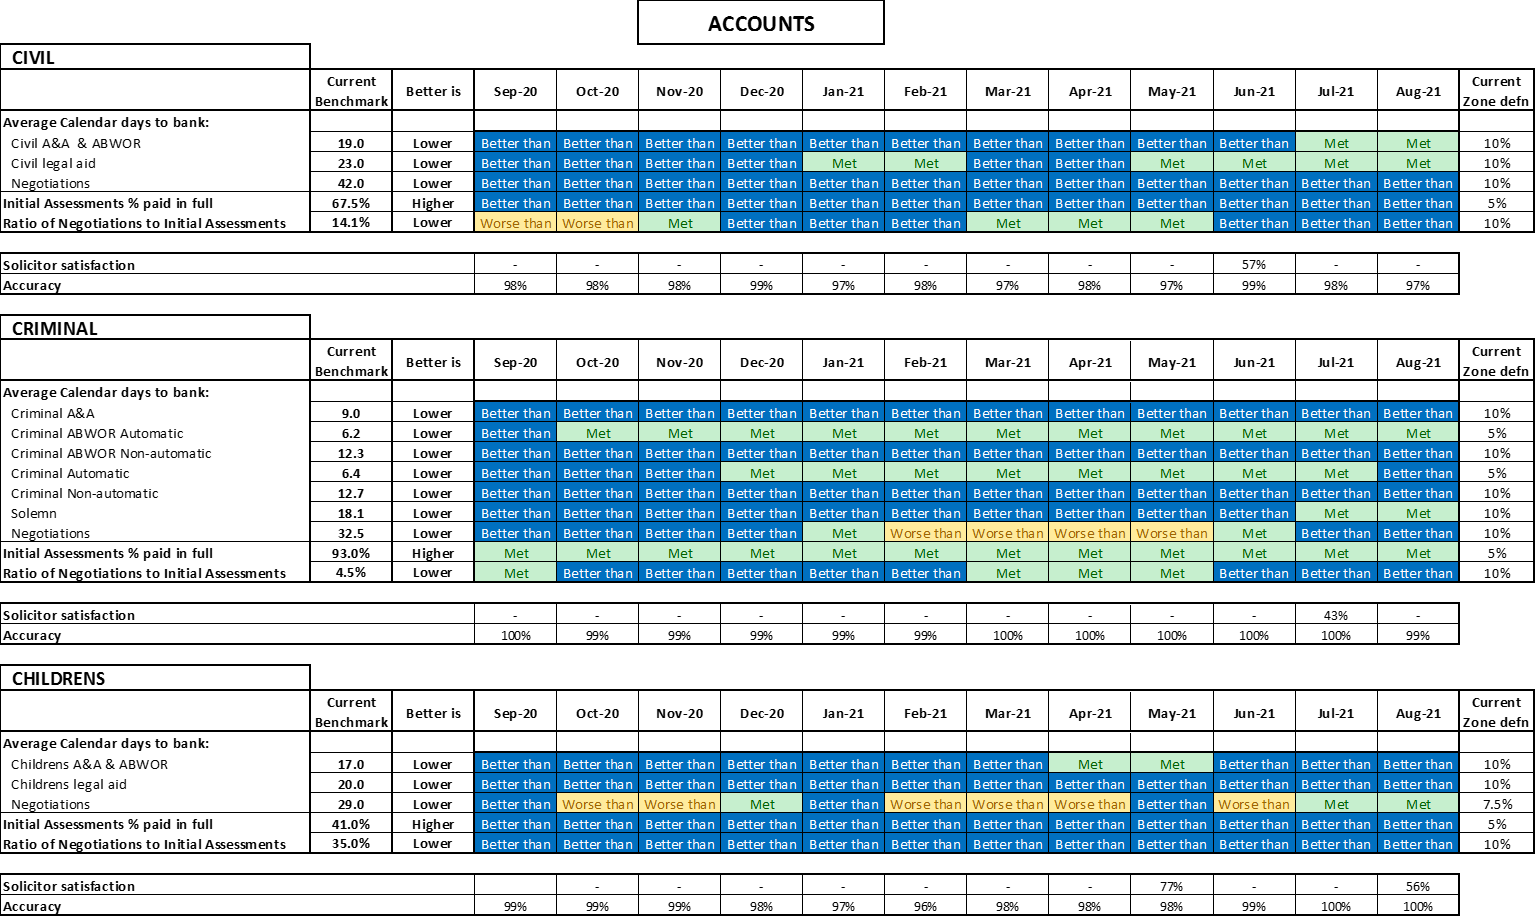 ACCOUNTS
CIVIL
Current Benchmark Better is Sep-20 Oct-20 Nov-20 Dec-20 Jan-21 Feb-21 Mar-21 Apr-21 May-21 Jun-21 Jul-21 Aug-21 Current Zone defn
Average Calendar days to bank:
Civil A&A & ABWOR 19.0 Lower Better than Better than Better than Better than Better than Better than Better than Better than Better than Better than Met Met 10%
Civil legal aid 23.0 Lower Better than Better than Better than Better than Met Met Better than Better than Met Met Met Met 10%
Negotiations 42.0 Lower Better than Better than Better than Better than Better than Better than Better than Better than Better than Better than Better than Better than 10%
Initial Assessments % paid in full 67.5% Higher Better than Better than Better than Better than Better than Better than Better than Better than Better than Better than Better than Better than 5%
Ratio of Negotiations to Initial Assessments 14.1% Lower Worse than Worse than Met Better than Better than Better than Met Met Met Better than Better than Better than 10%
Solicitor satisfaction - - - - - - - - - 57% - -
Accuracy 98% 98% 98% 99% 97% 98% 97% 98% 97% 99% 98% 97%
CRIMINAL
Current Benchmark Better is Sep-20 Oct-20 Nov-20 Dec-20 Jan-21 Feb-21 Mar-21 Apr-21 May-21 Jun-21 Jul-21 Aug-21 Current Zone defn
Average Calendar days to bank:
Criminal A&A 9.0 Lower Better than Better than Better than Better than Better than Better than Better than Better than Better than Better than Better than Better than 10%
Criminal ABWOR Automatic 6.2 Lower Better than Met Met Met Met Met Met Met Met Met Met Met 5%
Criminal ABWOR Non-automatic 12.3 Lower Better than Better than Better than Better than Better than Better than Better than Better than Better than Better than Better than Better than 10%
Criminal Automatic 6.4 Lower Better than Better than Better than Met Met Met Met Met Met Met Met Better than 5%
Criminal Non-automatic 12.7 Lower Better than Better than Better than Better than Better than Better than Better than Better than Better than Better than Better than Better than 10%
Solemn 18.1 Lower Better than Better than Better than Better than Better than Better than Better than Better than Better than Better than Met Met 10%
Negotiations 32.5 Lower Better than Better than Better than Better than Met Worse than Worse than Worse than Worse than Met Better than Better than 10%
Initial Assessments % paid in full 93.0% Higher Met Met Met Met Met Met Met Met Met Met Met Met 5%
Ratio of Negotiations to Initial Assessments 4.5% Lower Met Better than Better than Better than Better than Better than Met Met Met Better than Better than Better than 10%
Solicitor satisfaction - - - - - - - - - - 43% -
Accuracy 100% 99% 99% 99% 99% 99% 100% 100% 100% 100% 100% 99%
CHILDRENS
Current Benchmark Better is Sep-20 Oct-20 Nov-20 Dec-20 Jan-21 Feb-21 Mar-21 Apr-21 May-21 Jun-21 Jul-21 Aug-21 Current Zone defn
Average Calendar days to bank:
Childrens A&A & ABWOR 17.0 Lower Better than Better than Better than Better than Better than Better than Better than Met Met Better than Better than Better than 10%
Childrens legal aid 20.0 Lower Better than Better than Better than Better than Better than Better than Better than Better than Better than Better than Better than Better than 10%
Negotiations 29.0 Lower Better than Worse than Worse than Met Better than Worse than Worse than Worse than Better than Worse than Met Met 7.5%
Initial Assessments % paid in full 41.0% Higher Better than Better than Better than Better than Better than Better than Better than Better than Better than Better than Better than Better than 5%
Ratio of Negotiations to Initial Assessments 35.0% Lower Better than Better than Better than Better than Better than Better than Better than Better than Better than Better than Better than Better than 10%
Solicitor satisfaction - - - - - - - 77% - - 56%
Accuracy 99% 99% 99% 98% 97% 96% 98% 98% 98% 99% 100% 100%